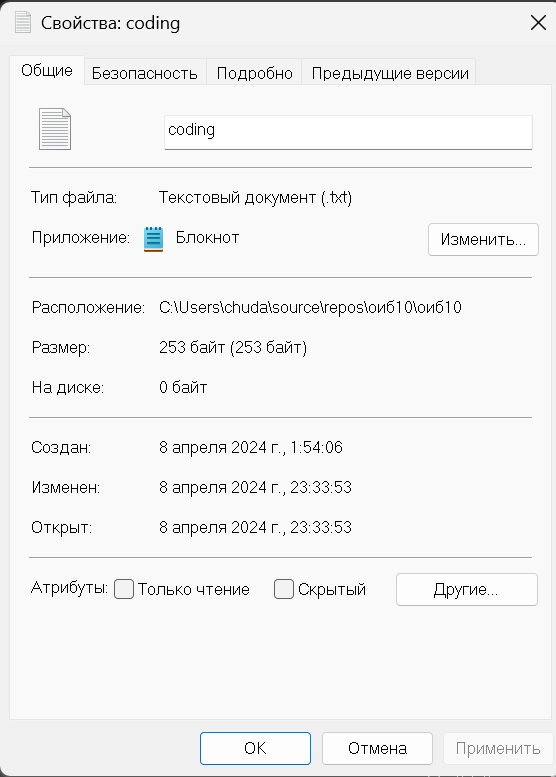 Свойства: coding
Общие Безопасность Подробно Предыдущие версии
coding
Тип файла: Текстовый документ (.txt)
Приложение: Блокнот Изменить...
Расположение: C:\Users\chuda\source\repos\оиб10\оиб10
Размер: 253 байт (253 байт)
На диске: 0 байт
Создан: 8 апреля 2024 г., 1:54:06
Изменен: 8 апреля 2024 г., 23:33:53
Открыт: 8 апреля 2024 г., 23:33:53
Атрибуты: Только чтение Скрытый Другие...
ОК Отмена Применить